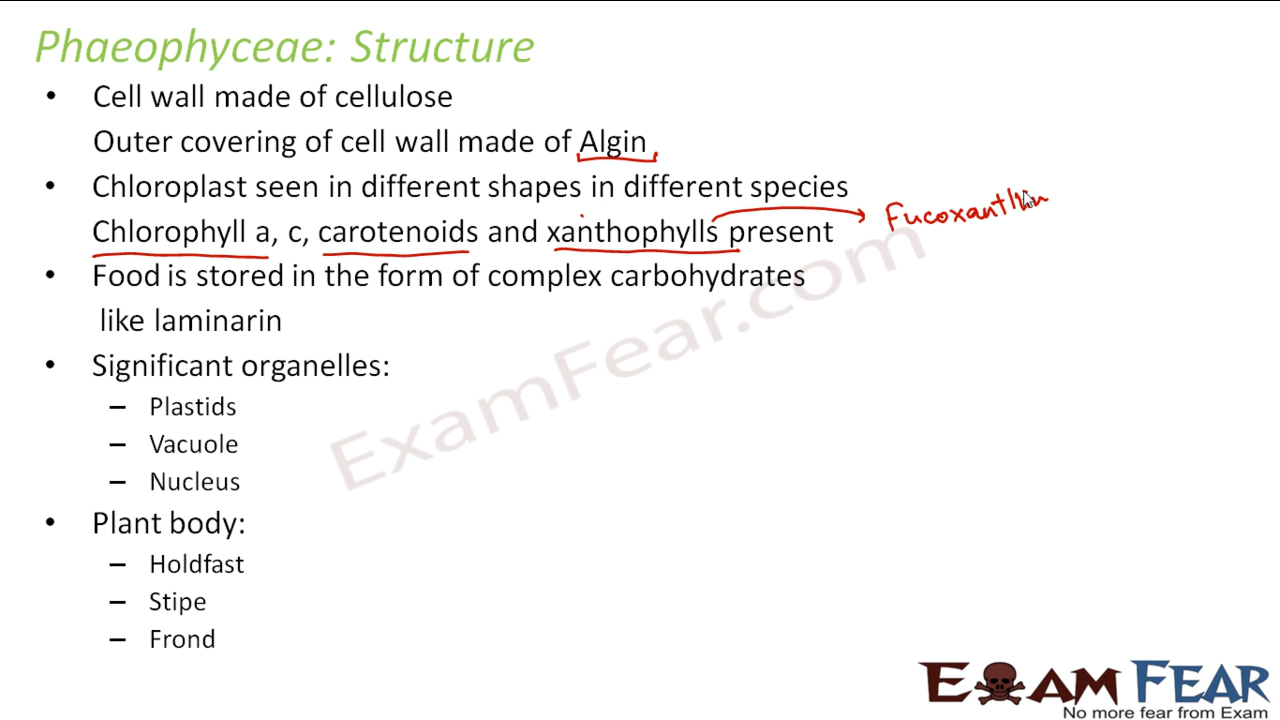 Phaeophyceae: Structure
• Cell wall made of cellulose
Outer covering of cell wall made of Algin
• Chloroplast seen in different shapes in different species
Fucoxanthin
Chlorophyll a, c, carotenoids and xanthophylls present
• Food is stored in the form of complex carbohydrates
like laminarin
• Significant organelles:
– Plastids
– Vacuole
– Nucleus
• Plant body:
– Holdfast
– Stipe
– Frond
ExamFear.com
EXAM FEAR
No more fear from Exam